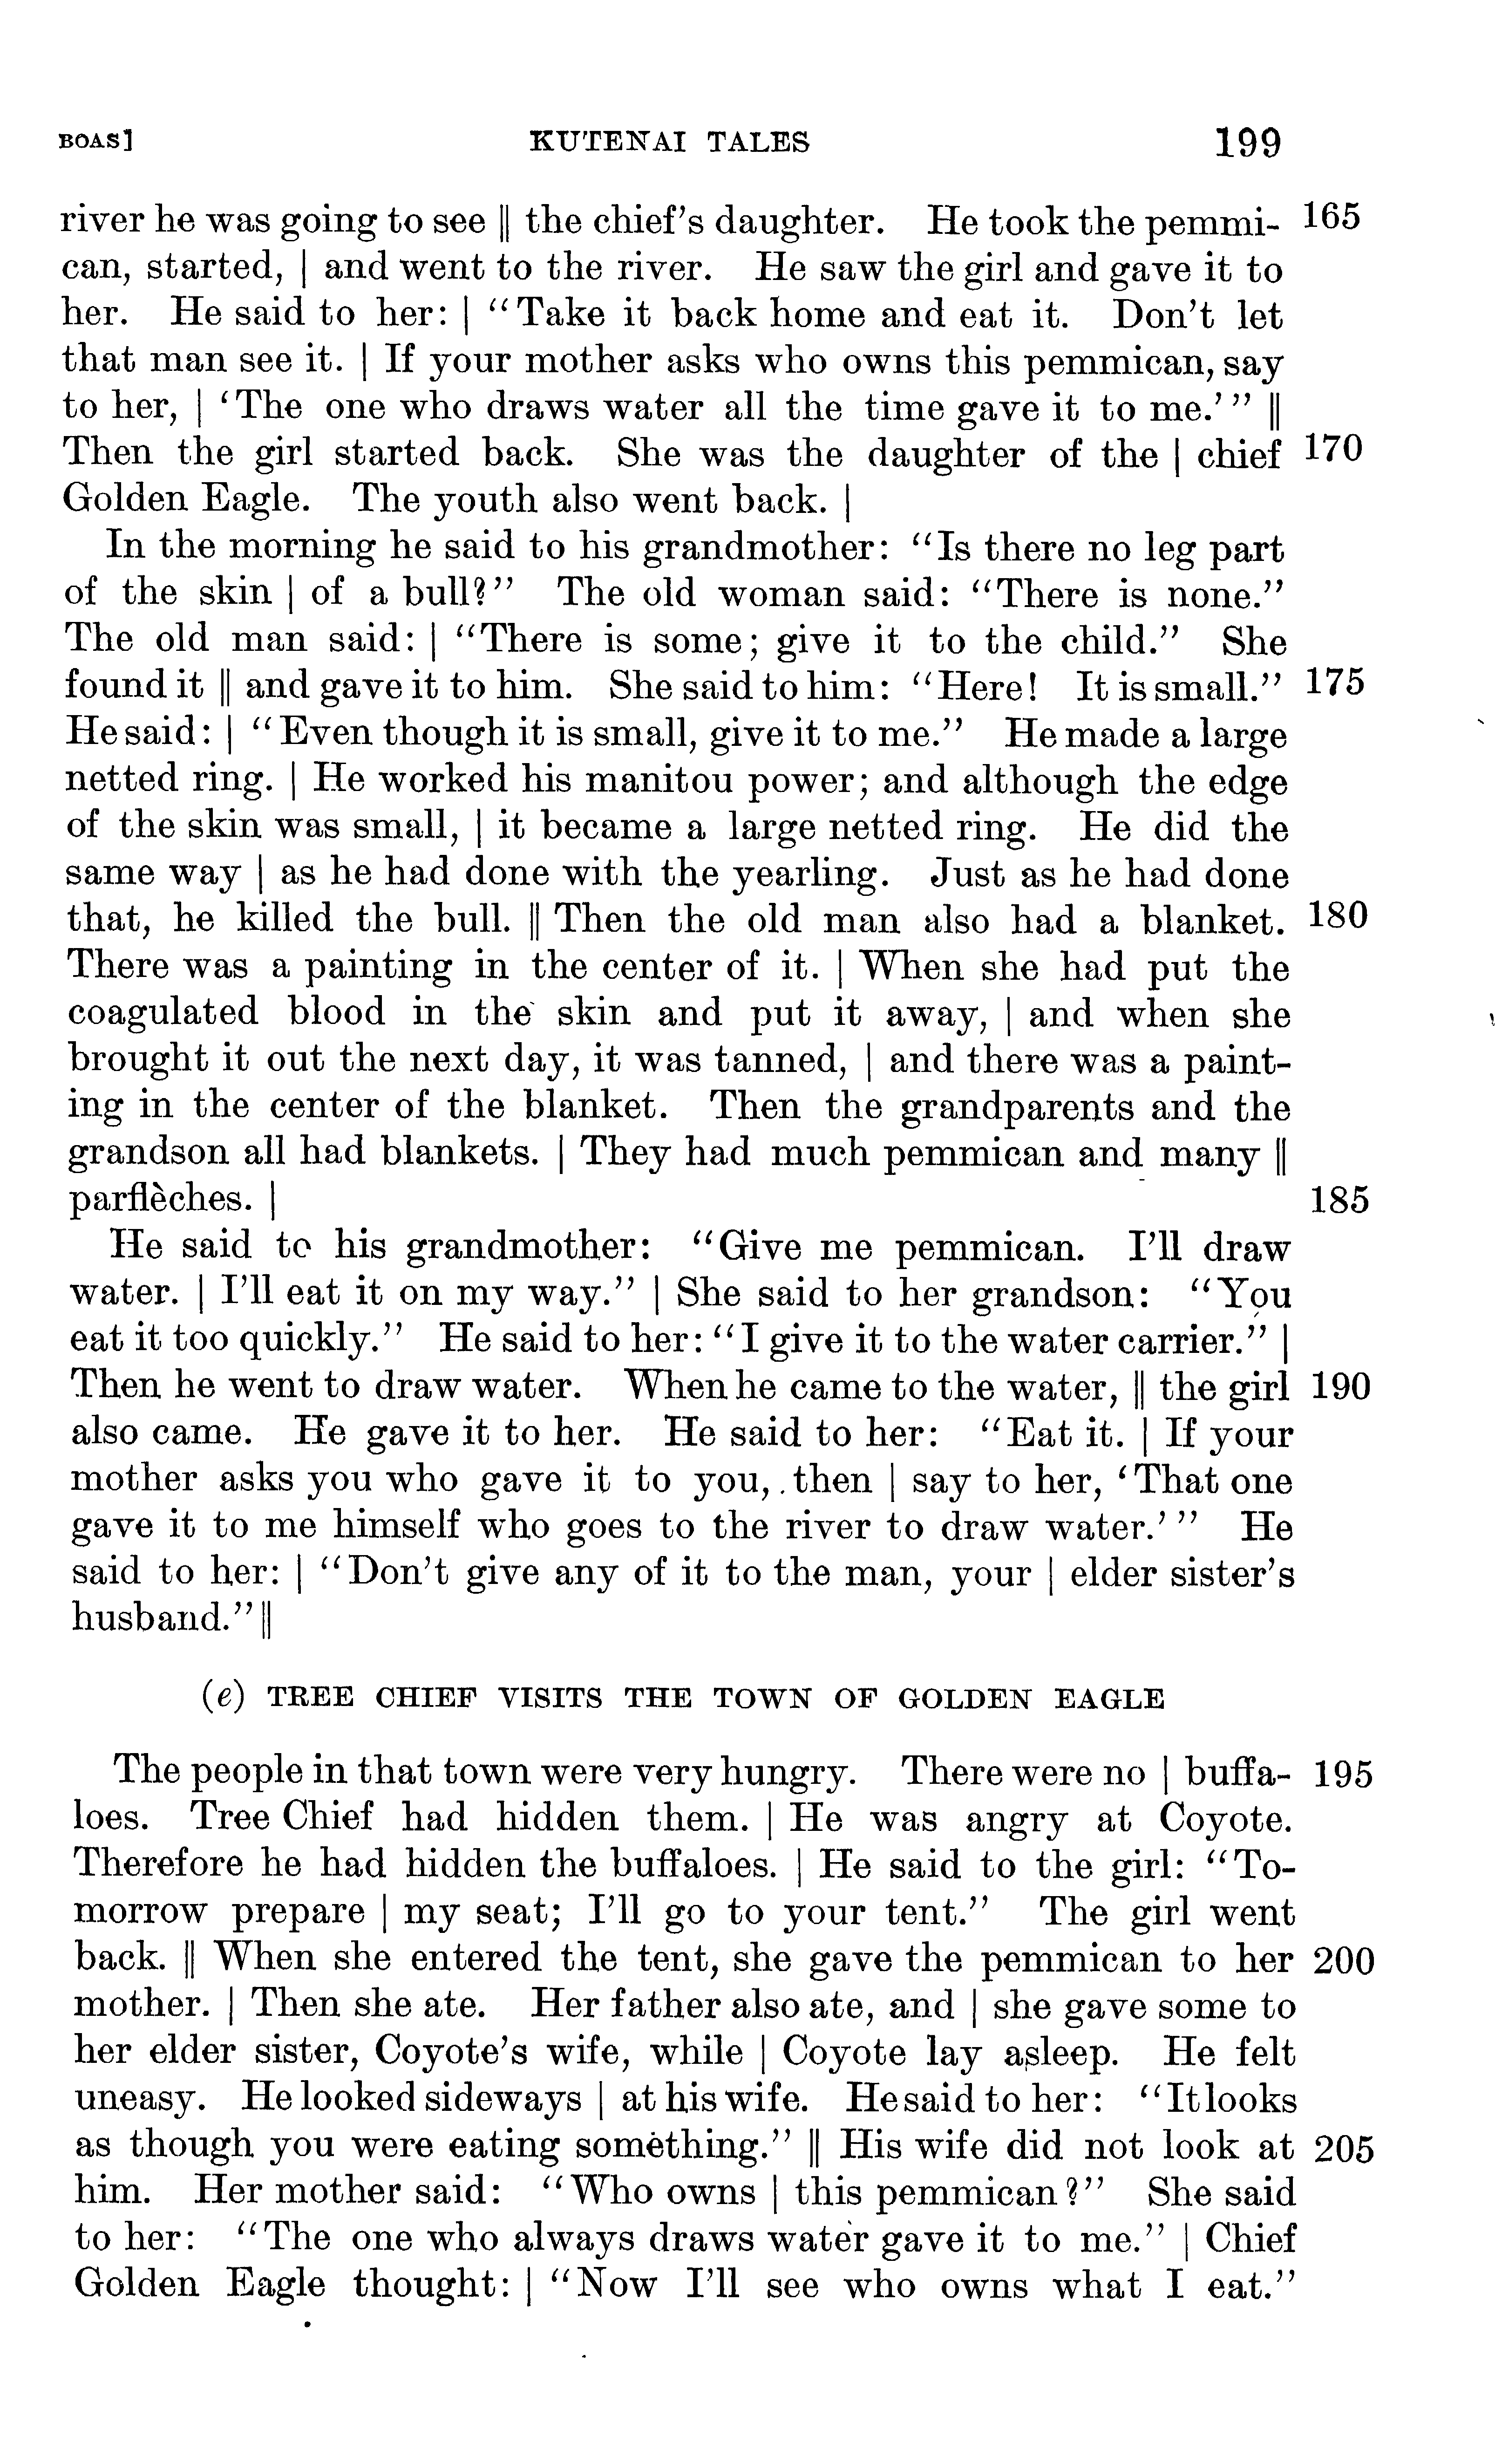 BOAS] KUTENAI TALES 199
river he was going to see || the chief's daughter. He took the pemmi- 165
can, started, | and went to the river. He saw the girl and gave it to
her. He said to her: | "Take it back home and eat it. Don't let
that man see it. | If your mother asks who owns this pemmican, say
to her, | 'The one who draws water all the time gave it to me.'" ||
Then the girl started back. She was the daughter of the | chief 170
Golden Eagle. The youth also went back. |
In the morning he said to his grandmother: "Is there no leg part
of the skin | of a bull?" The old woman said: "There is none."
The old man said: | "There is some; give it to the child." She
found it || and gave it to him. She said to him: "Here! It is small." 175
He said: | "Even though it is small, give it to me." He made a large
netted ring. | He worked his manitou power; and although the edge
of the skin was small, | it became a large netted ring. He did the
same way | as he had done with the yearling. Just as he had done
that, he killed the bull. || Then the old man also had a blanket. 180
There was a painting in the center of it. | When she had put the
coagulated blood in the skin and put it away, | and when she
brought it out the next day, it was tanned, | and there was a paint-
ing in the center of the blanket. Then the grandparents and the
grandson all had blankets. | They had much pemmican and many ||
parflèches. | 185
He said to his grandmother: "Give me pemmican. I'll draw
water. | I'll eat it on my way." | She said to her grandson: "You
eat it too quickly." He said to her: "I give it to the water carrier." |
Then he went to draw water. When he came to the water, || the girl 190
also came. He gave it to her. He said to her: "Eat it. | If your
mother asks you who gave it to you, then | say to her, 'That one
gave it to me himself who goes to the river to draw water.'" He
said to her: | "Don't give any of it to the man, your | elder sister's
husband." ||
(e) TREE CHIEF VISITS THE TOWN OF GOLDEN EAGLE
The people in that town were very hungry. There were no | buffa- 195
loes. Tree Chief had hidden them. | He was angry at Coyote.
Therefore he had hidden the buffaloes. | He said to the girl: "To-
morrow prepare | my seat; I'll go to your tent." The girl went
back. || When she entered the tent, she gave the pemmican to her 200
mother. | Then she ate. Her father also ate, and | she gave some to
her elder sister, Coyote's wife, while | Coyote lay asleep. He felt
uneasy. He looked sideways | at his wife. He said to her: "It looks
as though you were eating something." || His wife did not look at 205
him. Her mother said: "Who owns | this pemmican?" She said
to her: "The one who always draws water gave it to me." | Chief
Golden Eagle thought: | "Now I'll see who owns what I eat."